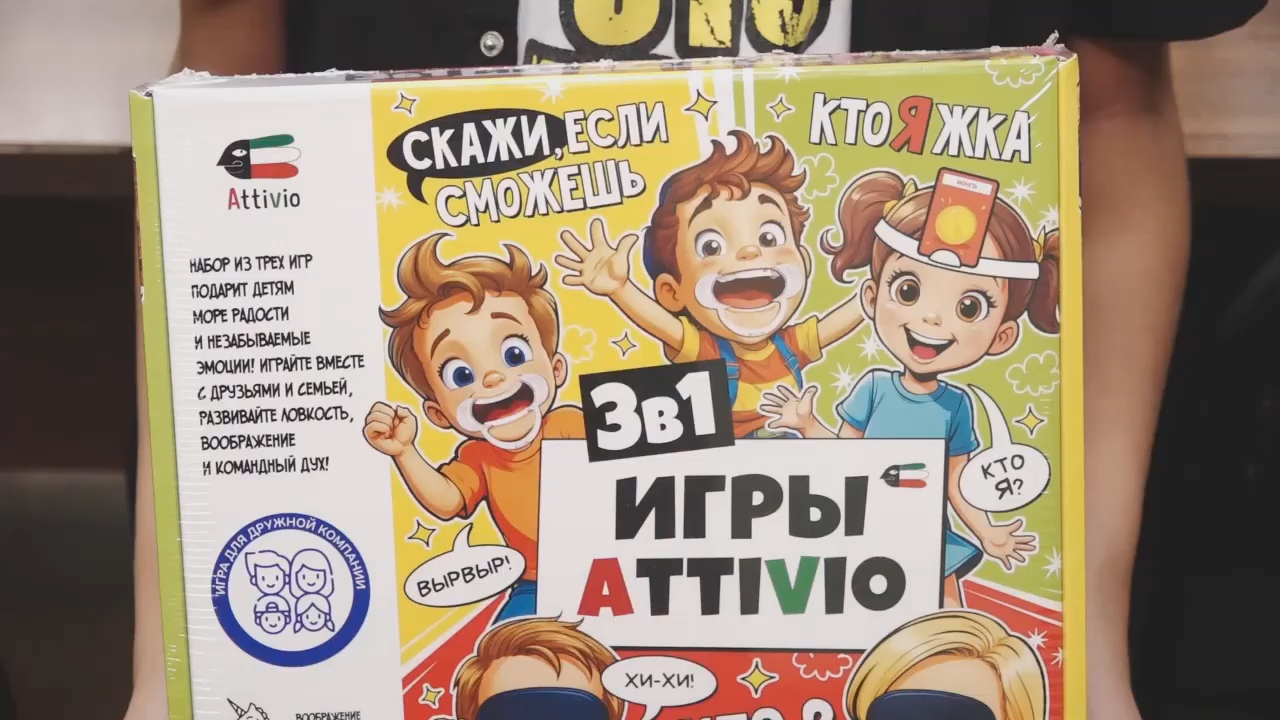 Attivio
НАБОР ИЗ ТРЕХ ИГР
ПОДАРИТ ДЕТЯМ
МОРЕ РАДОСТИ
И НЕЗАБЫВАЕМЫЕ
ЭМОЦИИ! ИГРАЙТЕ ВМЕСТЕ
С ДРУЗЬЯМИ И СЕМЬЕЙ,
РАЗВИВАЙТЕ ЛОВКОСТЬ,
ВООБРАЖЕНИЕ
И КОМАНДНЫЙ ДУХ!
ИГРА ДЛЯ ДРУЖНОЙ КОМПАНИИ
ВООБРАЖЕНИЕ
СКАЖИ, ЕСЛИ
СМОЖЕШЬ
КТОЯЖКА
МОНЕТА
КТО
Я?
ВЫРВЫР!
3в1
ИГРЫ
ATTIVIO
ХИ-ХИ!